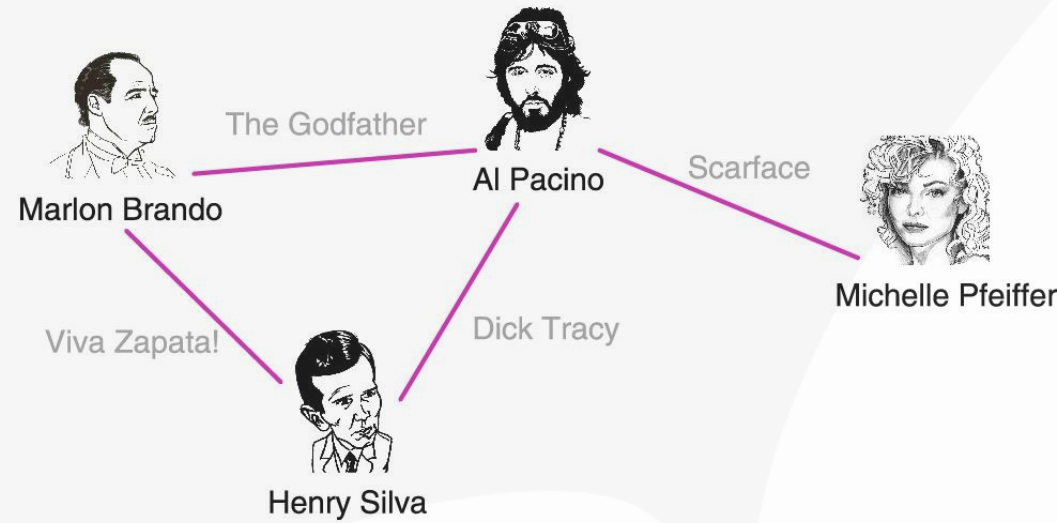 The Godfather
Scarface
Al Pacino
Marlon Brando
Michelle Pfeiffer
Viva Zapata!
Dick Tracy
Henry Silva